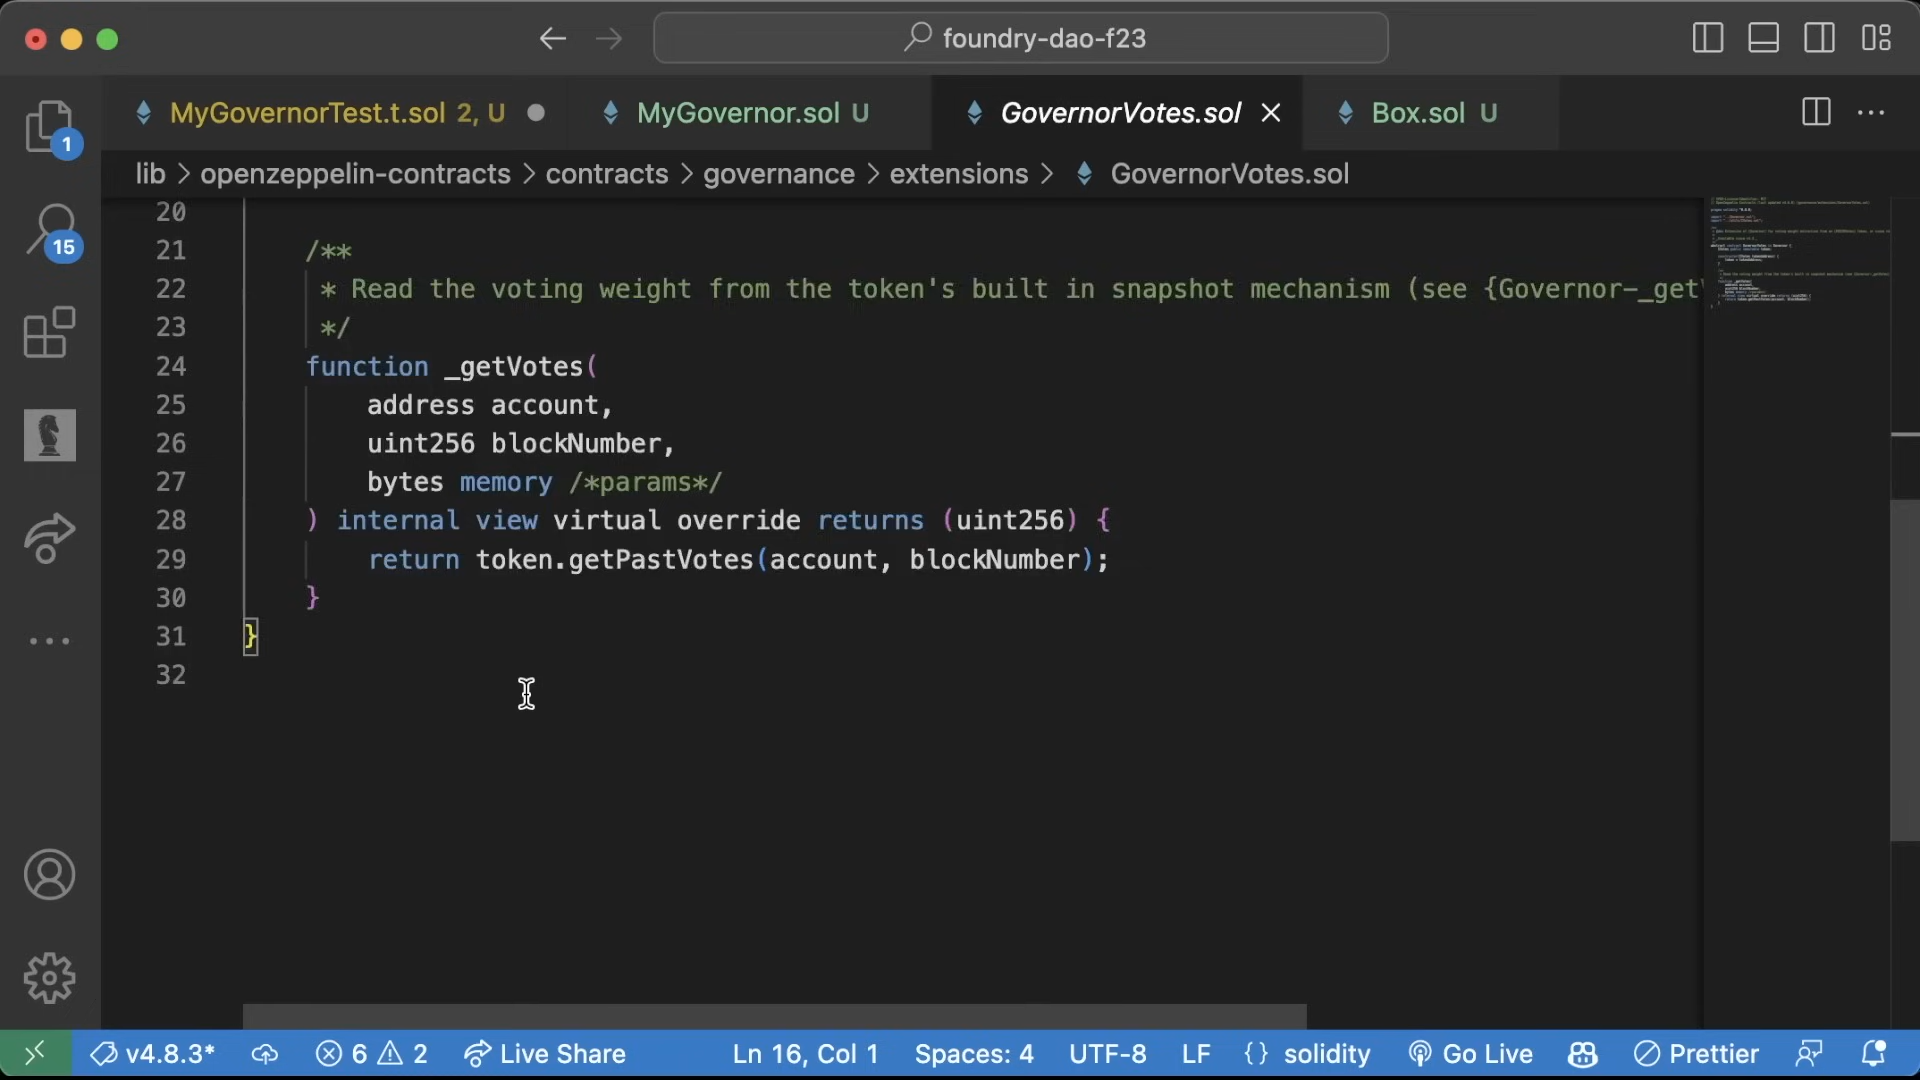 foundry-dao-f23
MyGovernorTest.t.sol 2, U
MyGovernor.sol U
GovernorVotes.sol
Box.sol U
1
lib > openzeppelin-contracts > contracts > governance > extensions > GovernorVotes.sol
15
20
21 /**
22 * Read the voting weight from the token's built in snapshot mechanism (see {Governor-_get
23 */
24 function _getVotes(
25 address account,
26 uint256 blockNumber,
27 bytes memory /*params*/
28 ) internal view virtual override returns (uint256) {
29 return token.getPastVotes(account, blockNumber);
30 }
31 }
32
v4.8.3* 6 2 Live Share Ln 16, Col 1 Spaces: 4 UTF-8 LF {} solidity Go Live Prettier